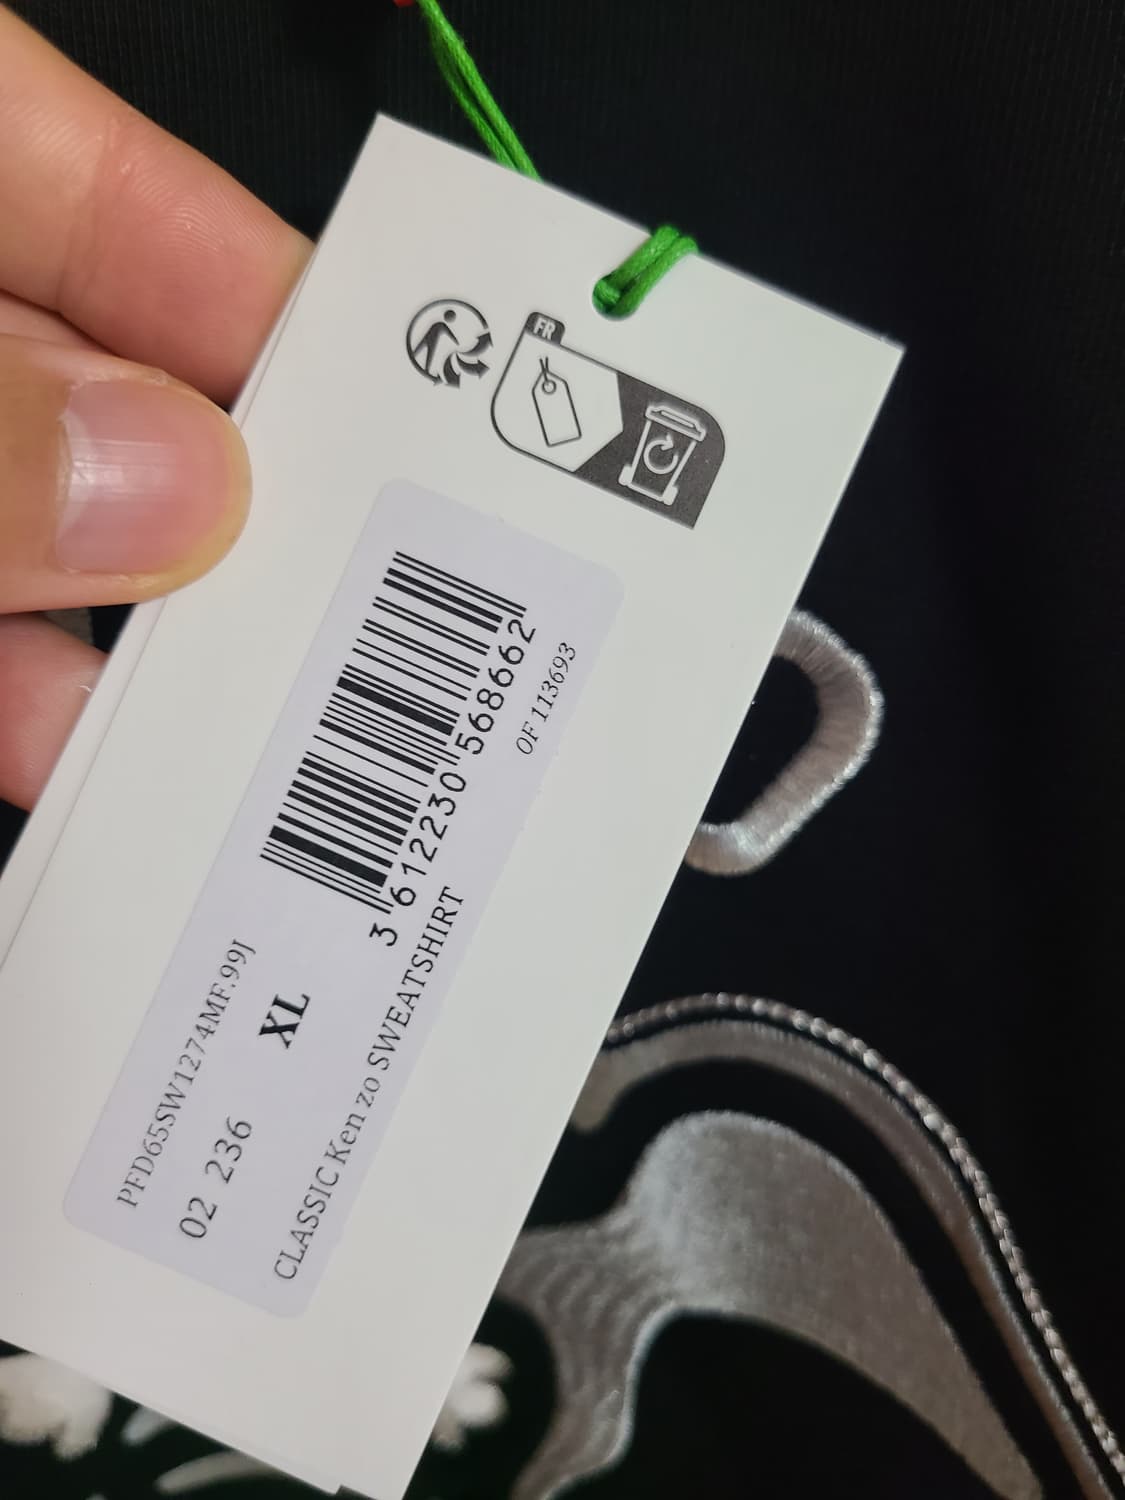 FR
PFD65SW1274MF.99J
02 236 XL
3 612230 568662
CLASSIC Ken zo SWEATSHIRT
OF 113693